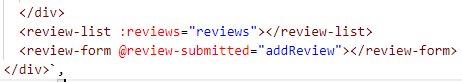 </div>
<review-list :reviews="reviews"></review-list>
<review-form @review-submitted="addReview"></review-form>
</div>`,